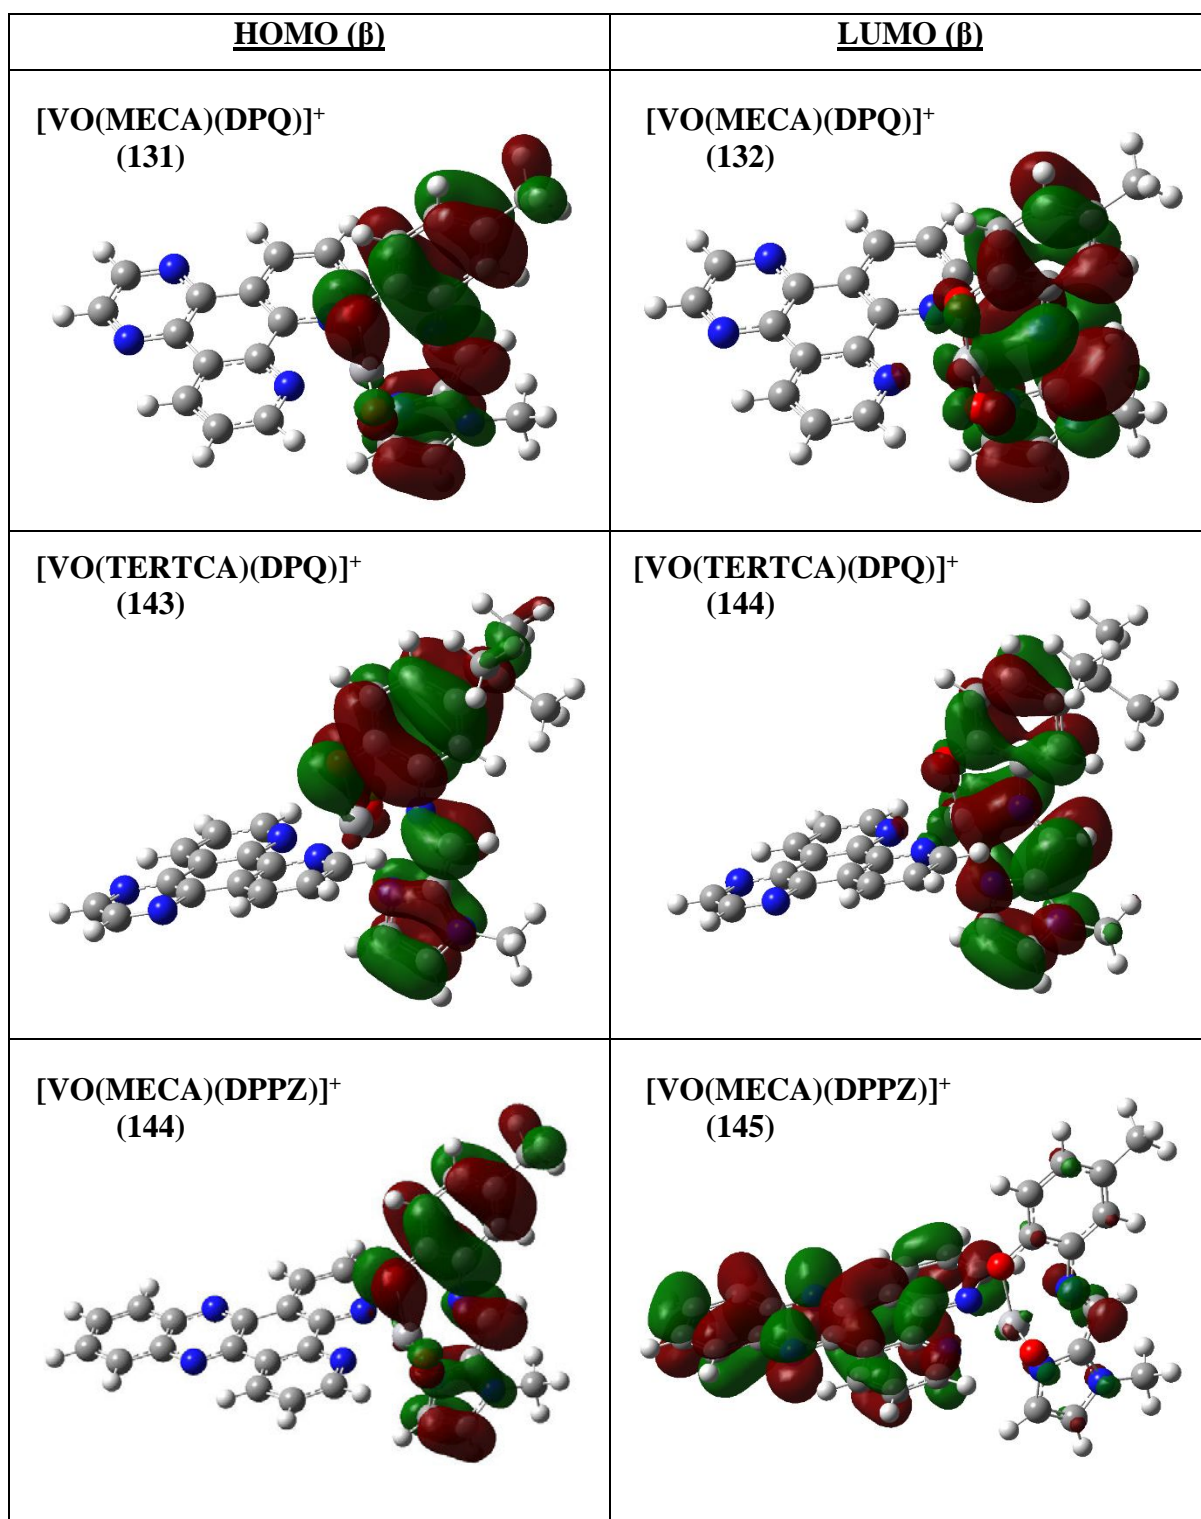 HOMO (β)
LUMO (β)
[VO(MECA)(DPQ)]⁺
(131)
[VO(MECA)(DPQ)]⁺
(132)
[VO(TERTCA)(DPQ)]⁺
(143)
[VO(TERTCA)(DPQ)]⁺
(144)
[VO(MECA)(DPPZ)]⁺
(144)
[VO(MECA)(DPPZ)]⁺
(145)